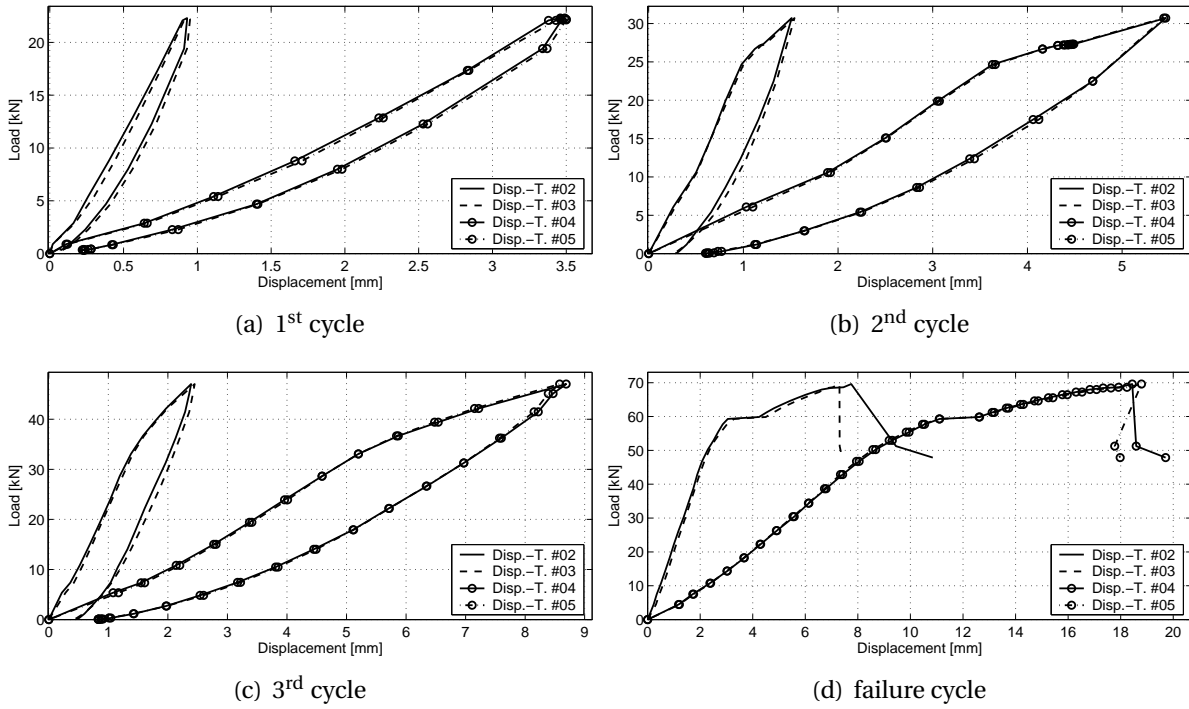 20
15
10
5
0
Load [kN]
0 0.5 1 1.5 2 2.5 3 3.5
Displacement [mm]
Disp.−T. #02
Disp.−T. #03
Disp.−T. #04
Disp.−T. #05
(a) 1st cycle
30
25
20
15
10
5
0
Load [kN]
0 1 2 3 4 5
Displacement [mm]
Disp.−T. #02
Disp.−T. #03
Disp.−T. #04
Disp.−T. #05
(b) 2nd cycle
40
30
20
10
0
Load [kN]
0 1 2 3 4 5 6 7 8 9
Displacement [mm]
Disp.−T. #02
Disp.−T. #03
Disp.−T. #04
Disp.−T. #05
(c) 3rd cycle
70
60
50
40
30
20
10
0
Load [kN]
0 2 4 6 8 10 12 14 16 18 20
Displacement [mm]
Disp.−T. #02
Disp.−T. #03
Disp.−T. #04
Disp.−T. #05
(d) failure cycle